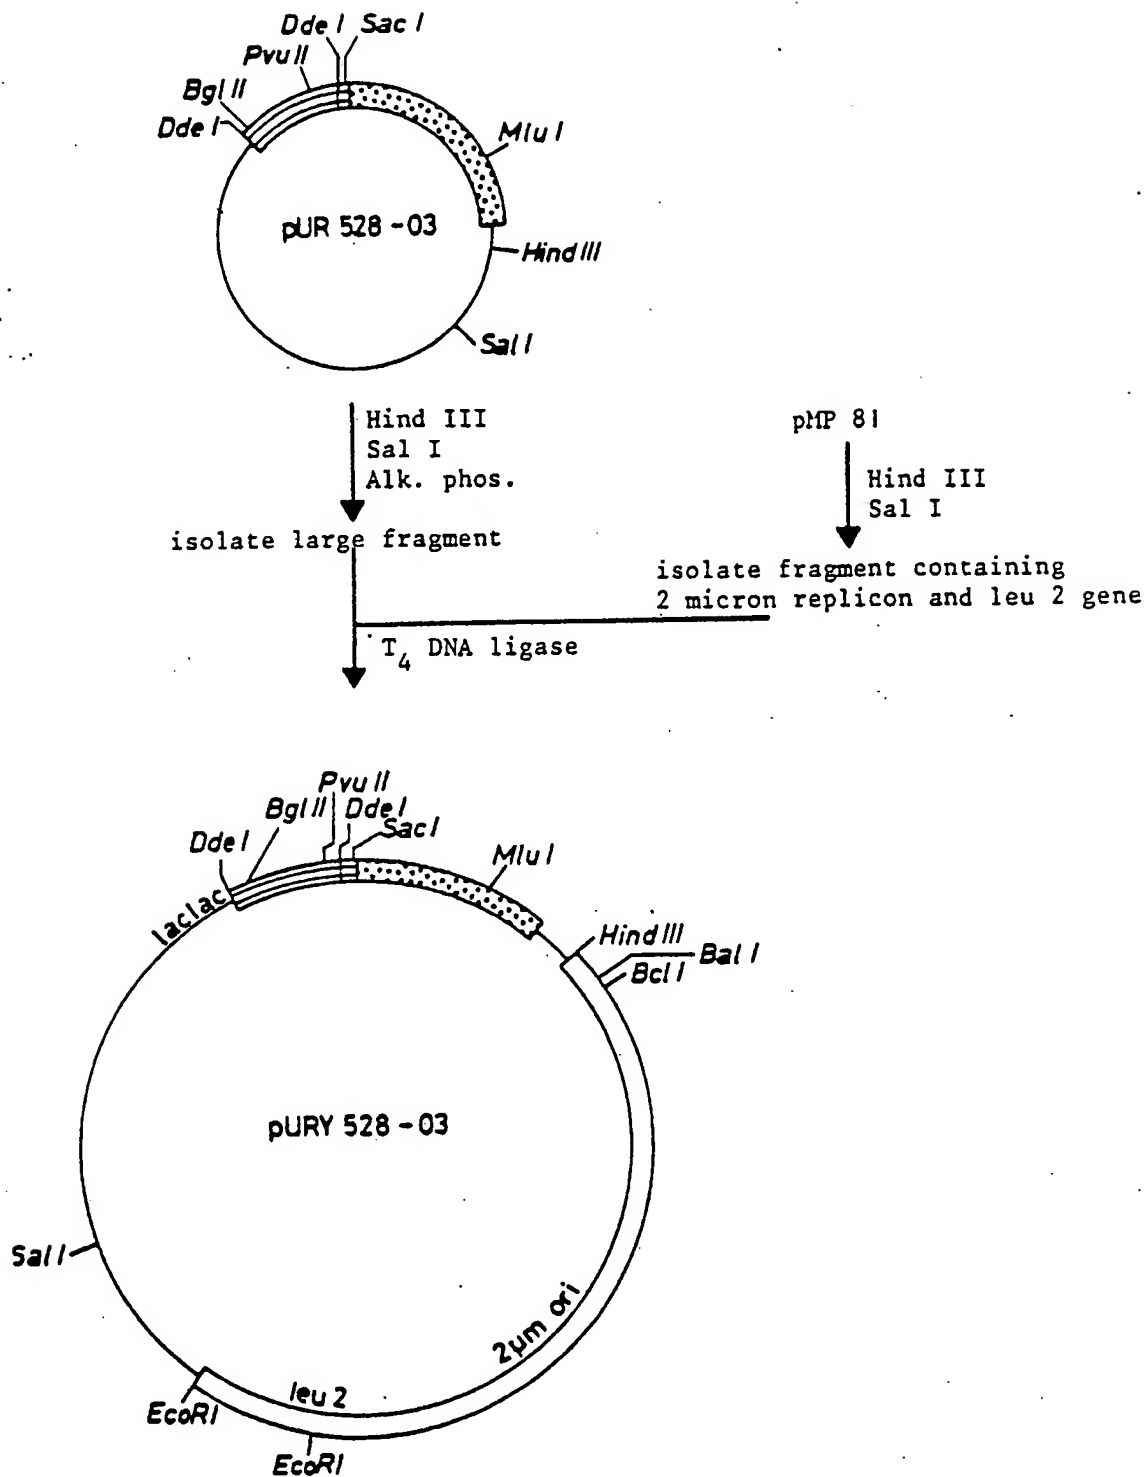 Dde I Sac I
Pvu II
Bgl II
Dde I
Mlu I
pUR 528-03
Hind III
Sal I
Hind III
Sal I
Alk. phos.
pMP 81
Hind III
Sal I
isolate large fragment
isolate fragment containing
2 micron replicon and leu 2 gene
T4 DNA ligase
Pvu II
Bgl II Dde I
Dde I Sac I
Mlu I
laclac
Hind III
Bal I
Bcl I
pURY 528-03
Sal I
2µm ori
leu 2
EcoRI
EcoRI